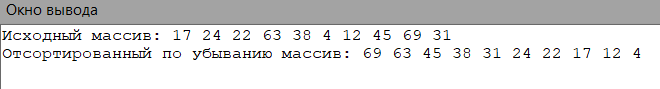 Окно вывода
Исходный массив: 17 24 22 63 38 4 12 45 69 31
Отсортированный по убыванию массив: 69 63 45 38 31 24 22 17 12 4